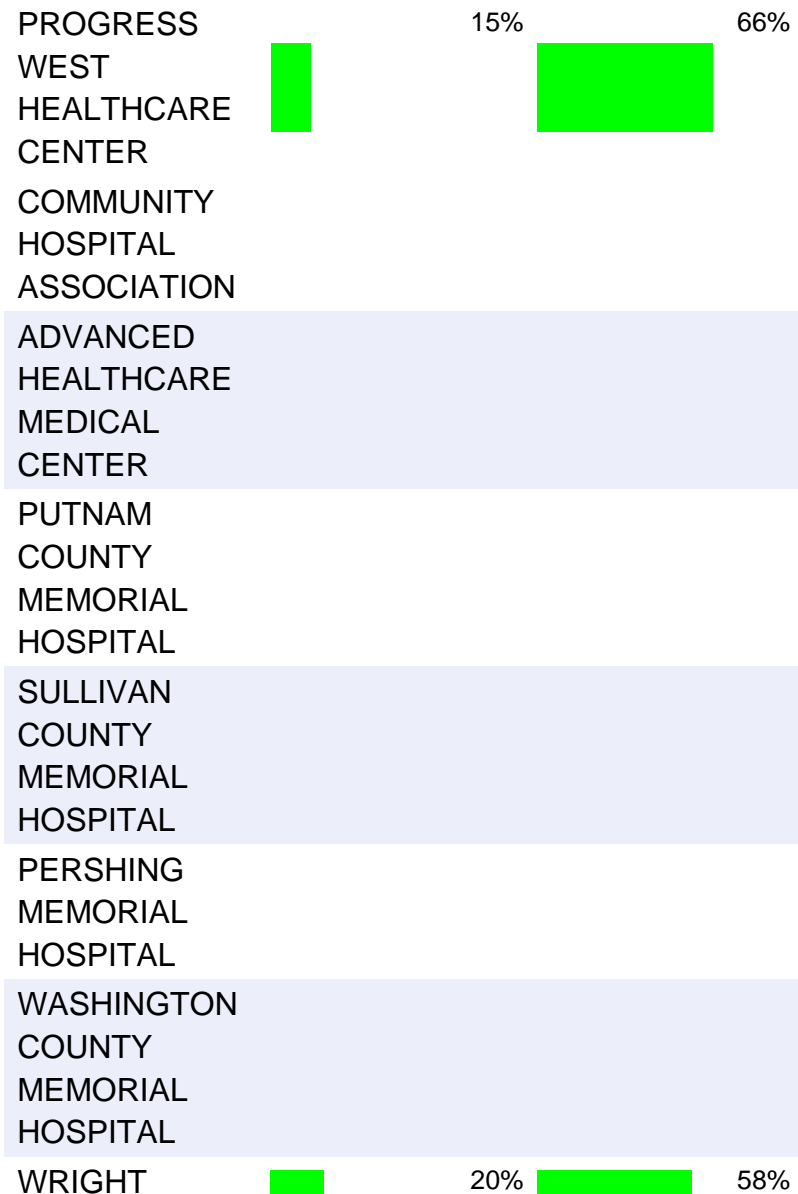 PROGRESS 15% 66%
WEST
HEALTHCARE
CENTER
COMMUNITY
HOSPITAL
ASSOCIATION
ADVANCED
HEALTHCARE
MEDICAL
CENTER
PUTNAM
COUNTY
MEMORIAL
HOSPITAL
SULLIVAN
COUNTY
MEMORIAL
HOSPITAL
PERSHING
MEMORIAL
HOSPITAL
WASHINGTON
COUNTY
MEMORIAL
HOSPITAL
WRIGHT 20% 58%